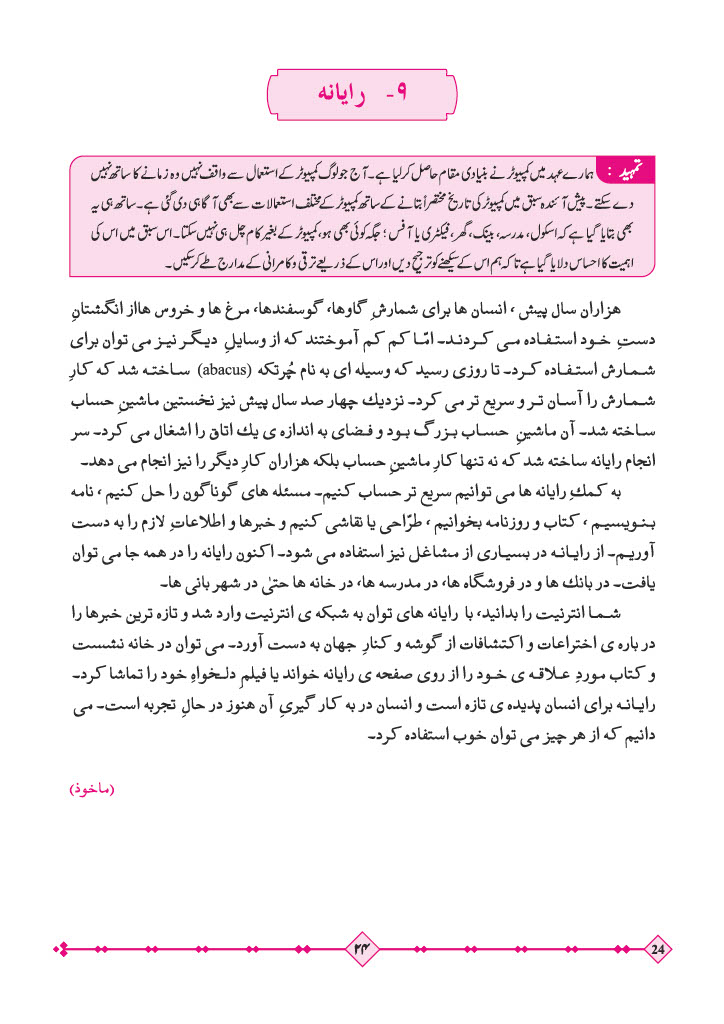 ۹- رایانه
تمہید : ہمارے عہد میں کمپیوٹر نے بنیادی مقام حاصل کرلیا ہے۔ آج جو لوگ کمپیوٹر کے استعمال سے واقف نہیں وہ زمانے کا ساتھ نہیں
دے سکتے۔ پیش آئندہ سبق میں کمپیوٹر کی تاریخ مختصراً بتانے کے ساتھ کمپیوٹر کے مختلف استعمالات سے بھی آگاہی دی گئی ہے۔ ساتھ ہی یہ
بھی بتایا گیا ہے کہ اسکول، مدرسہ، بینک، گھر، فیکٹری یا آفس ؛ جگہ کوئی بھی ہو، کمپیوٹر کے بغیر کام چل ہی نہیں سکتا۔ اس سبق میں اس کی
اہمیت کا احساس دلایا گیا ہے تاکہ ہم اس کے سیکھنے کو ترجیح دیں اور اس کے ذریعے ترقی و کامرانی کے مدارج طے کرسکیں۔
هزاران سال پیش ، انسان ها برای شمارشِ گاوها، گوسفندها، مرغ ها و خروس هااز انگشتانِ
دستِ خود استفاده می کردند۔ امّا کم کم آموختند که از وسایلِ دیگر نیز می توان برای
شمارش استفاده کرد۔ تا روزی رسید که وسیله ای به نام چُرتکه (abacus) ساخته شد که کارِ
شمارش را آسان تر و سریع تر می کرد۔ نزدیك چهار صد سال پیش نیز نخستین ماشینِ حساب
ساخته شد۔ آن ماشینِ حساب بزرگ بود و فضای به اندازه ی یك اتاق را اشغال می کرد۔ سر
انجام رایانه ساخته شد که نه تنها کارِ ماشینِ حساب بلکه هزاران کارِ دیگر را نیز انجام می دهد۔
به کمكِ رایانه ها می توانیم سریع تر حساب کنیم۔ مسئله های گوناگون را حل کنیم ، نامه
بنویسیم ، کتاب و روزنامه بخوانیم ، طرّاحی یا نقاشی کنیم و خبرها و اطلاعاتِ لازم را به دست
آوریم۔ از رایانه در بسیاری از مشاغل نیز استفاده می شود۔ اکنون رایانه را در همه جا می توان
یافت۔ در بانك ها و در فروشگاه ها، در مدرسه ها، در خانه ها حتیٰ در شهر بانی ها۔
شما انترنیت را بدانید، با رایانه های توان به شبکه ی انترنیت وارد شد و تازه ترین خبرها را
در باره ی اختراعات و اکتشافات از گوشه و کنارِ جهان به دست آورد۔ می توان در خانه نشست
و کتاب موردِ علاقه ی خود را از روی صفحه ی رایانه خواند یا فیلمِ دلخواهِ خود را تماشا کرد۔
رایانه برای انسان پدیده ی تازه است و انسان در به کار گیریِ آن هنوز در حالِ تجربه است۔ می
دانیم که از هر چیز می توان خوب استفاده کرد۔
(ماخوذ)
۲۴
24